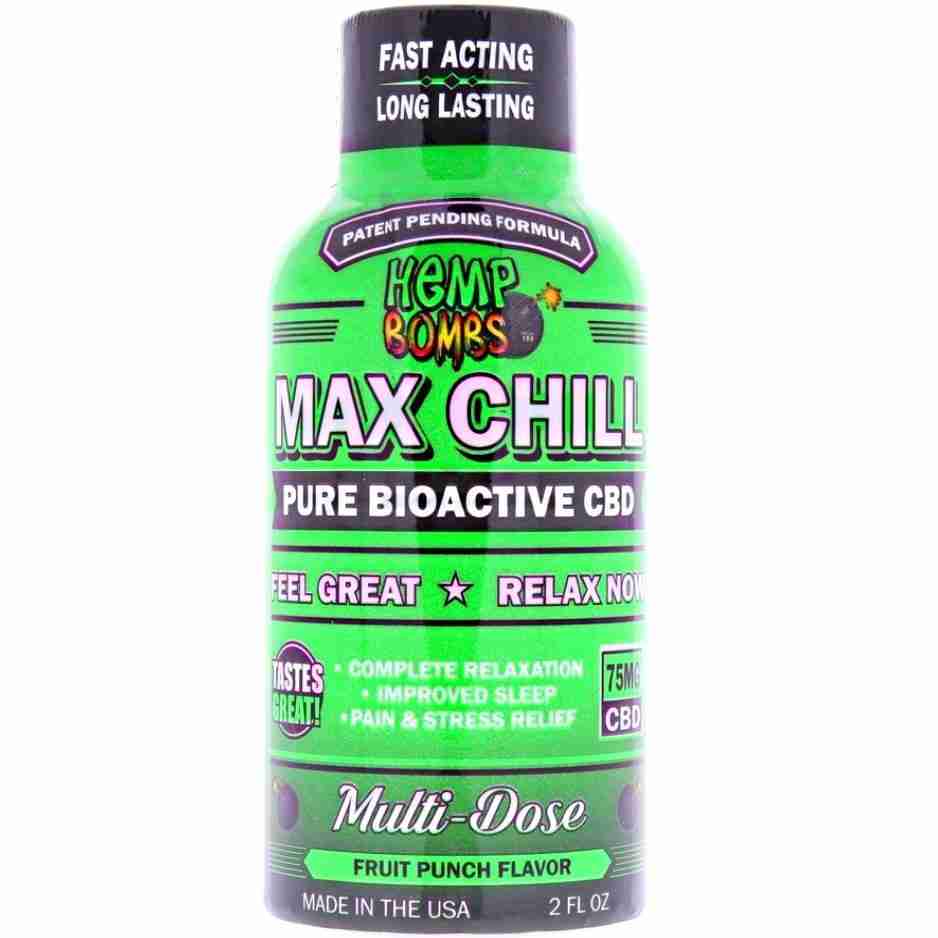 FAST ACTING
LONG LASTING
PATENT PENDING FORMULA
HEMP
BOMBS
MAX CHILL
PURE BIOACTIVE CBD
FEEL GREAT ★ RELAX NOW
TASTES
GREAT!
• COMPLETE RELAXATION
• IMPROVED SLEEP
• PAIN & STRESS RELIEF
75MG
CBD
Multi-Dose
FRUIT PUNCH FLAVOR
MADE IN THE USA 2 FL OZ